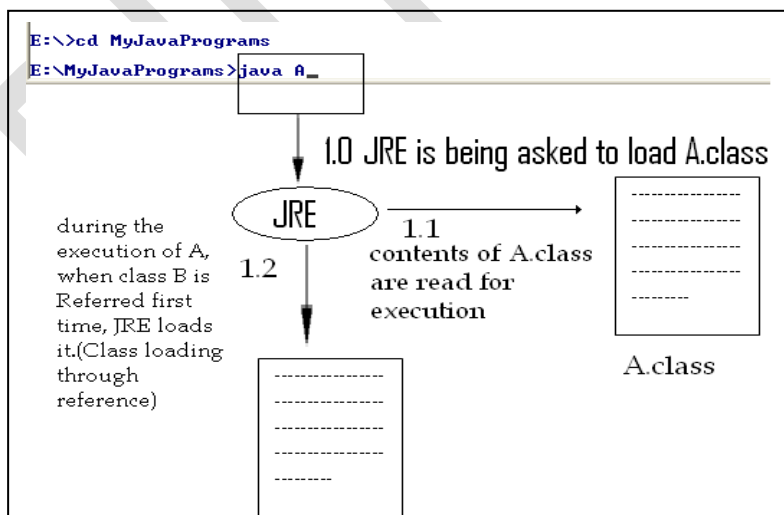 E:\>cd MyJavaPrograms
E:\MyJavaPrograms>java A_
1.0 JRE is being asked to load A.class
JRE
1.1
contents of A.class
are read for
execution
A.class
during the
execution of A,
when class B is
Referred first
time, JRE loads
it.(Class loading
through
reference)
1.2